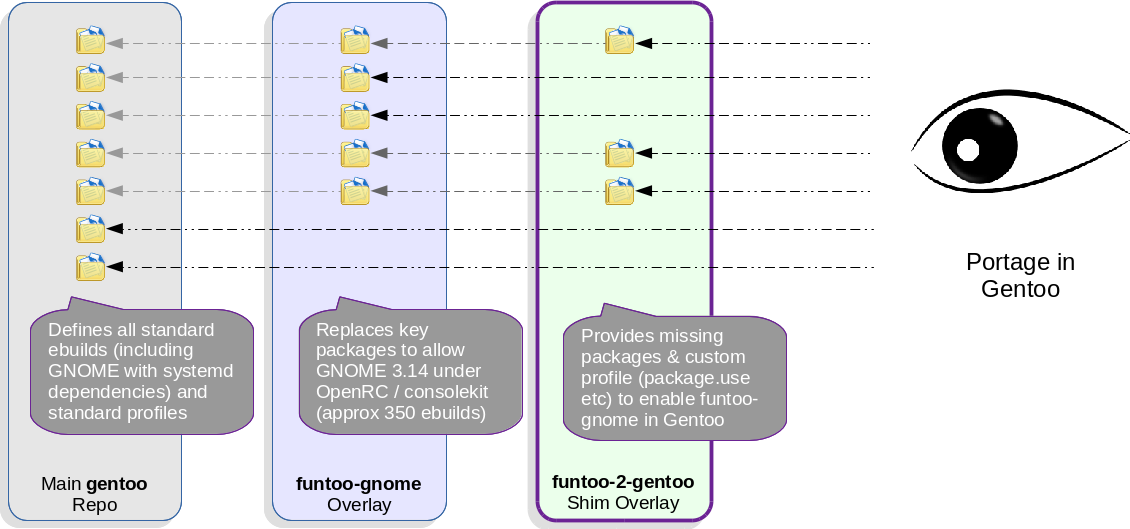 Portage in
Gentoo
Defines all standard
ebuilds (including
GNOME with systemd
dependencies) and
standard profiles
Replaces key
packages to allow
GNOME 3.14 under
OpenRC / consolekit
(approx 350 ebuilds)
Provides missing
packages & custom
profile (package.use
etc) to enable funtoo-
gnome in Gentoo
Main gentoo
Repo
funtoo-gnome
Overlay
funtoo-2-gentoo
Shim Overlay